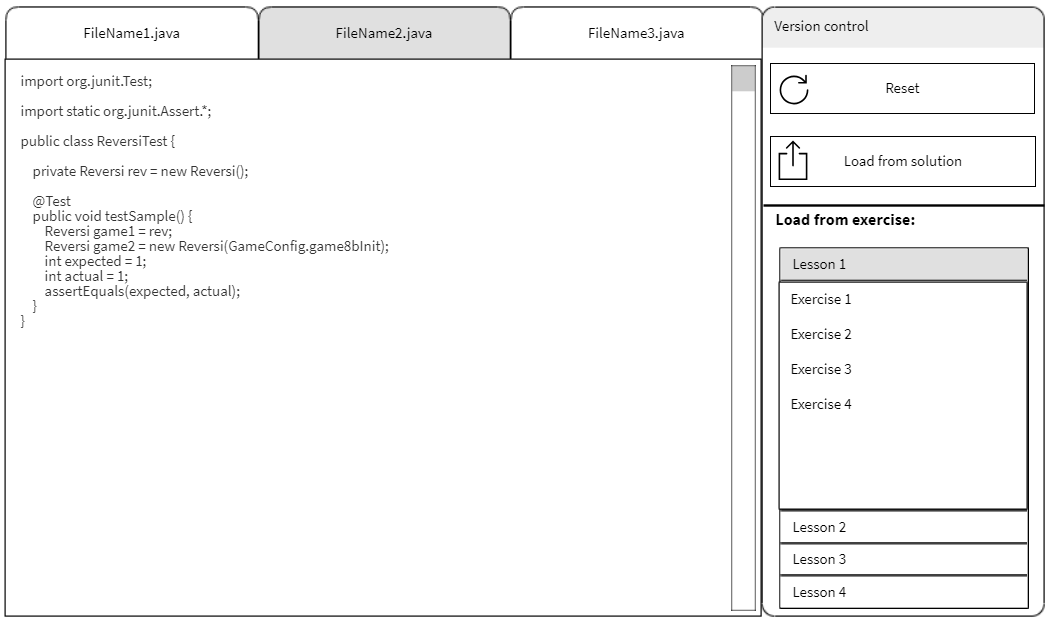 FileName1.java
FileName2.java
FileName3.java
import org.junit.Test;
import static org.junit.Assert.*;
public class ReversiTest {
private Reversi rev = new Reversi();
@Test
public void testSample() {
Reversi game1 = rev;
Reversi game2 = new Reversi(GameConfig.game8bInit);
int expected = 1;
int actual = 1;
assertEquals(expected, actual);
}
}
Version control
Reset
Load from solution
Load from exercise:
Lesson 1
Exercise 1
Exercise 2
Exercise 3
Exercise 4
Lesson 2
Lesson 3
Lesson 4